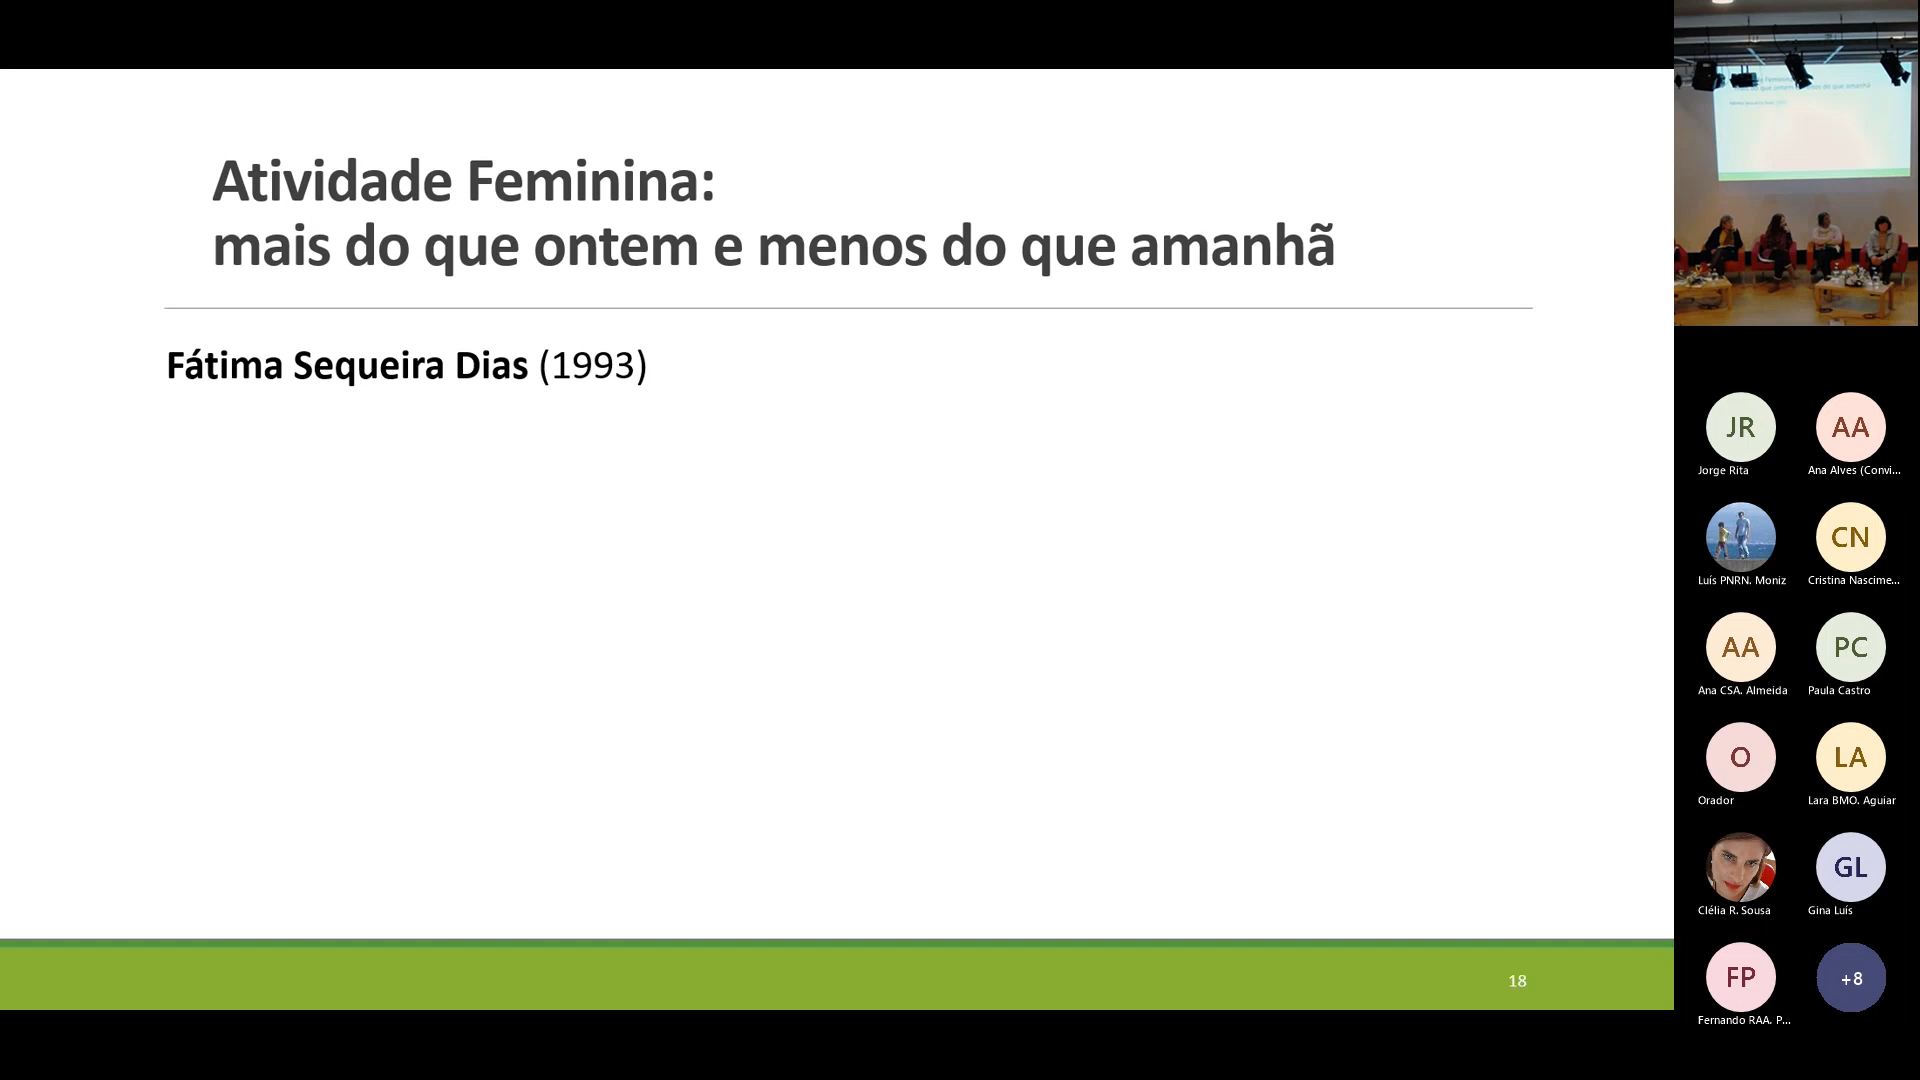 Atividade Feminina:
mais do que ontem e menos do que amanhã
Fátima Sequeira Dias (1993)
18
JR
Jorge Rita
AA
Ana Alves (Convi...
Luís PNRN. Moniz
CN
Cristina Nascime...
AA
Ana CSA. Almeida
PC
Paula Castro
O
Orador
LA
Lara BMO. Aguiar
Clélia R. Sousa
GL
Gina Luís
FP
Fernando RAA. P...
+8